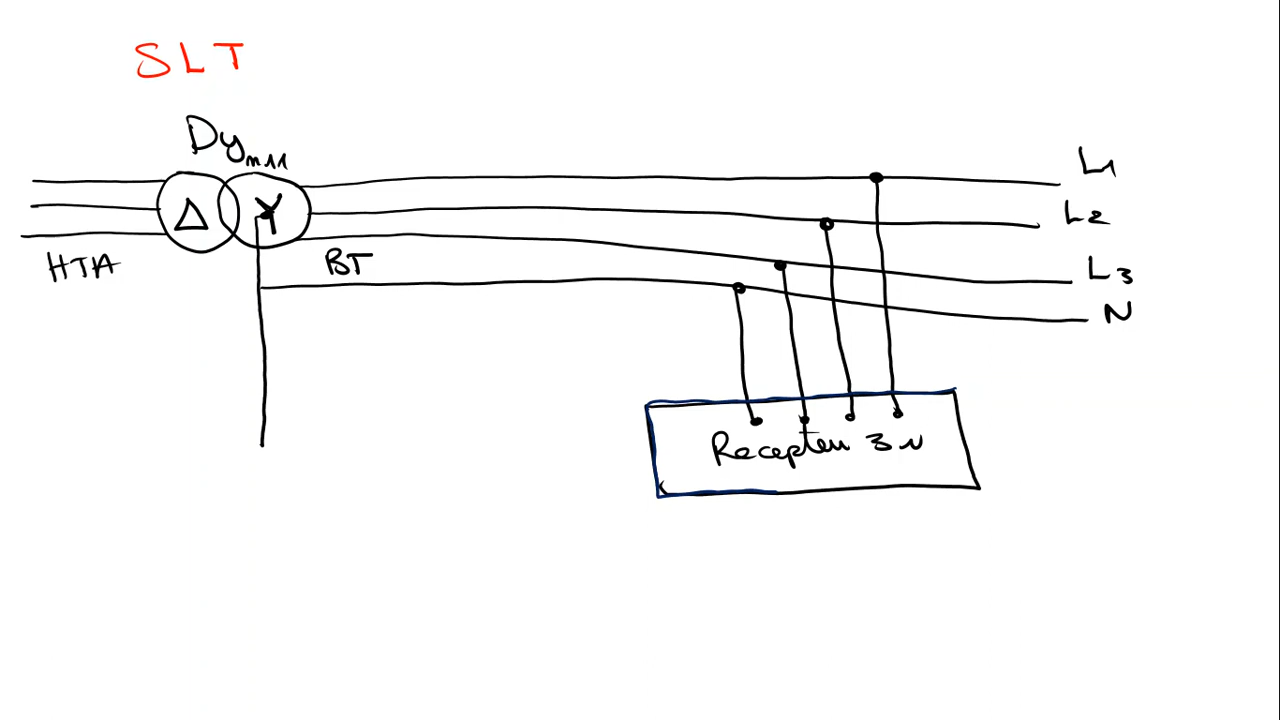 SLT
Dyn11
Δ Y
L1
L2
HTA
BT
L3
N
Recepteu 3 N